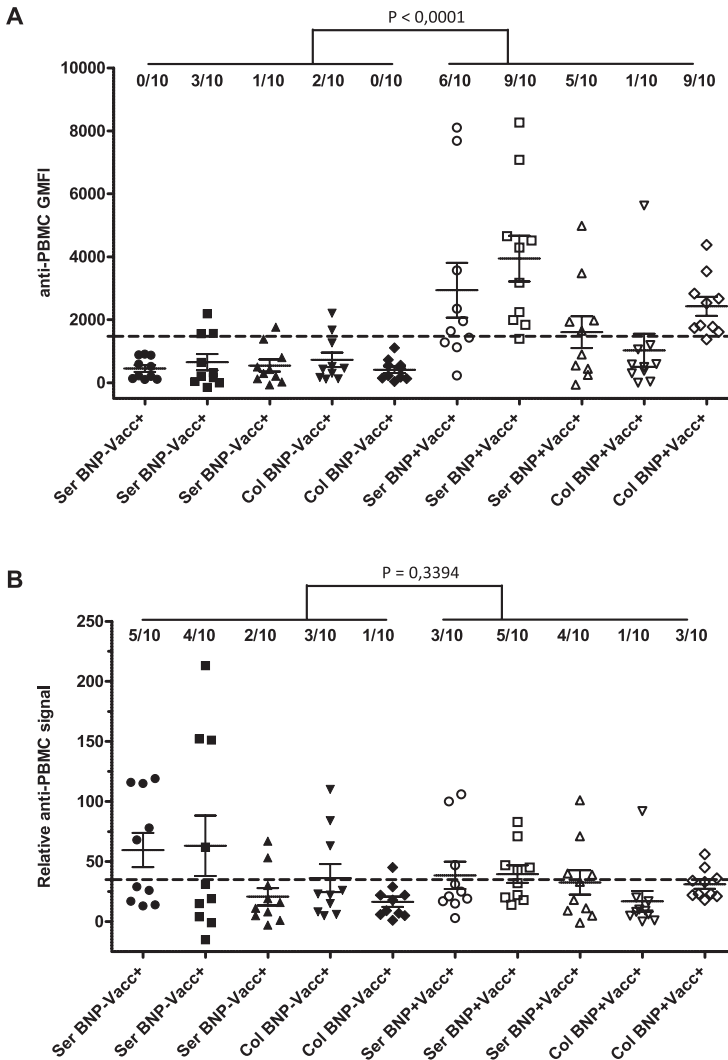 A
P < 0,0001
0/10 3/10 1/10 2/10 0/10 6/10 9/10 5/10 1/10 9/10
10000
8000
6000
4000
2000
0
anti-PBMC GMFI
Ser BNP-Vacc+
Ser BNP-Vacc+
Ser BNP-Vacc+
Col BNP-Vacc+
Col BNP-Vacc+
Ser BNP+Vacc+
Ser BNP+Vacc+
Ser BNP+Vacc+
Col BNP+Vacc+
Col BNP+Vacc+
B
P = 0,3394
5/10 4/10 2/10 3/10 1/10 3/10 5/10 4/10 1/10 3/10
250
200
150
100
50
0
Relative anti-PBMC signal
Ser BNP-Vacc+
Ser BNP-Vacc+
Ser BNP-Vacc+
Col BNP-Vacc+
Col BNP-Vacc+
Ser BNP+Vacc+
Ser BNP+Vacc+
Ser BNP+Vacc+
Col BNP+Vacc+
Col BNP+Vacc+